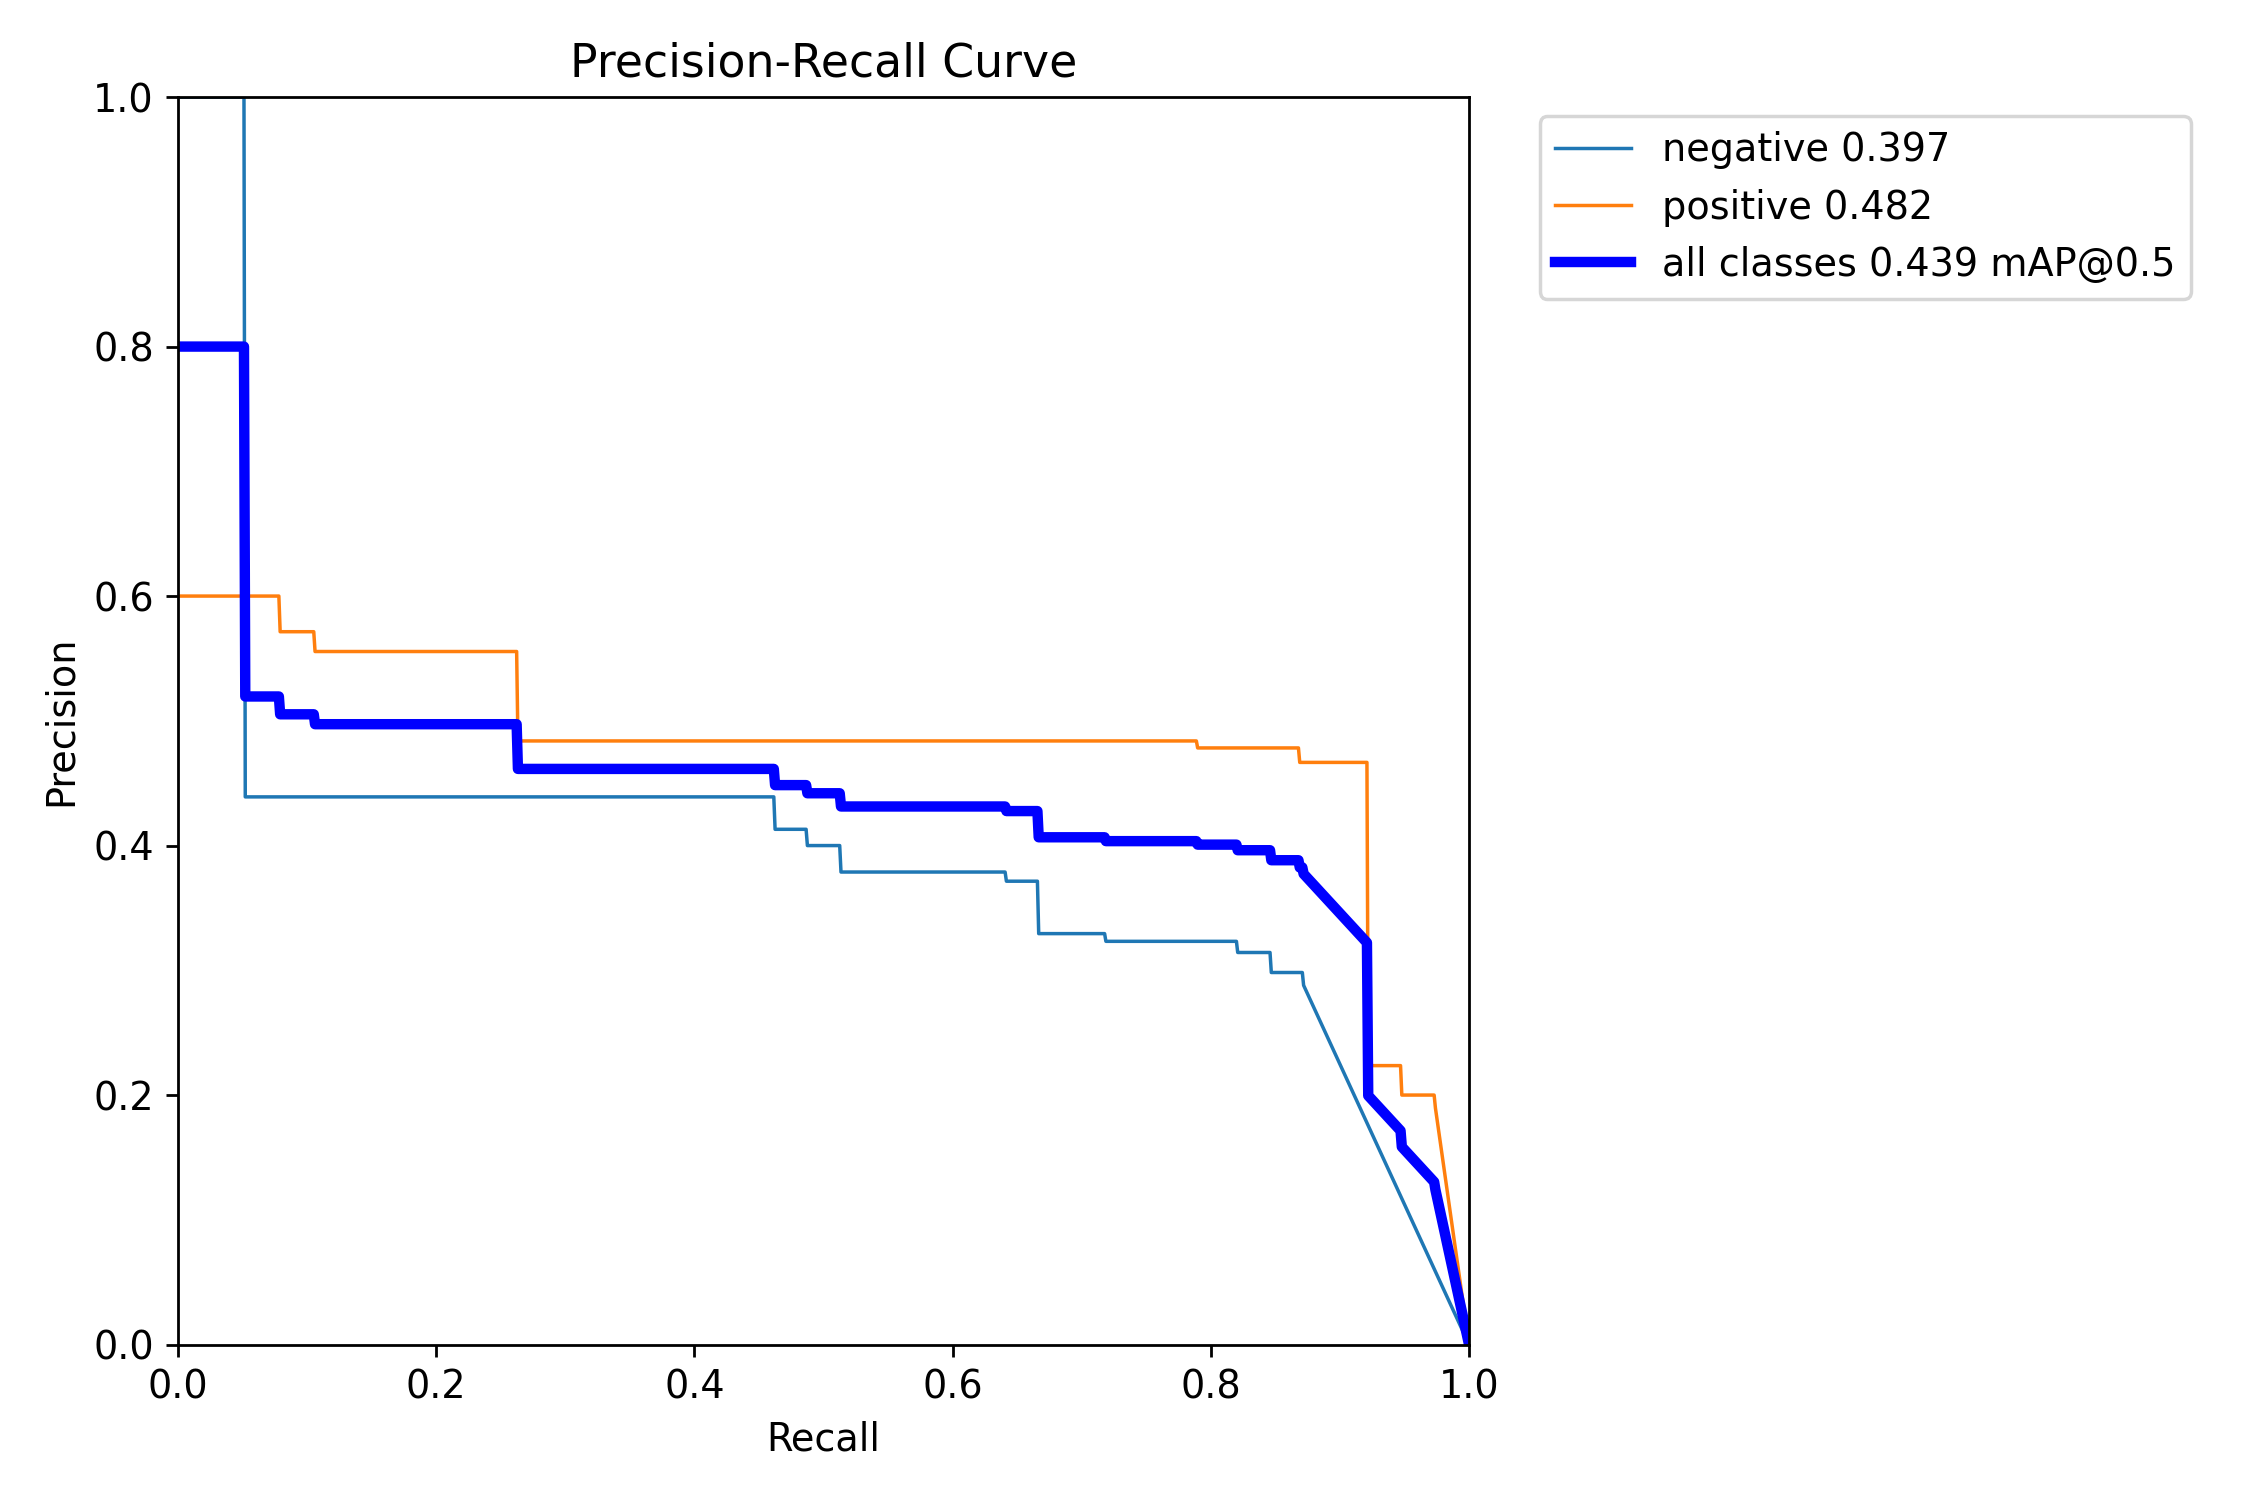 Precision-Recall Curve
1.0
0.8
0.6
0.4
0.2
0.0
Precision
0.0 0.2 0.4 0.6 0.8 1.0
Recall
negative 0.397
positive 0.482
all classes 0.439 mAP@0.5